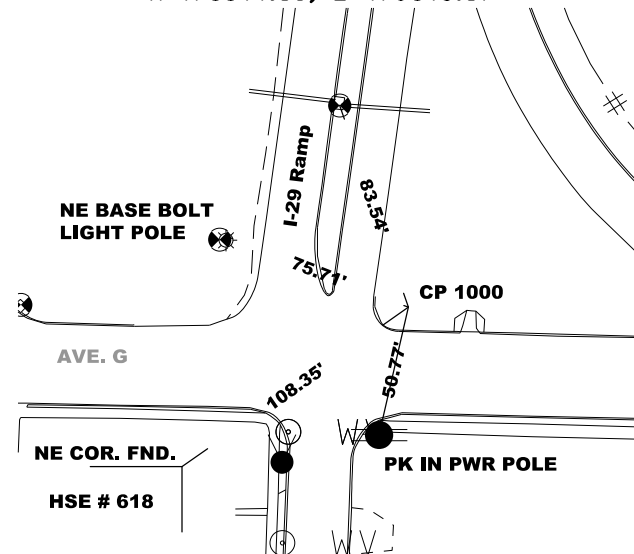 I-29 Ramp
83.54'
NE BASE BOLT
LIGHT POLE
75.71'
CP 1000
AVE. G
108.35'
50.77'
NE COR. FND.
PK IN PWR POLE
HSE # 618
W V